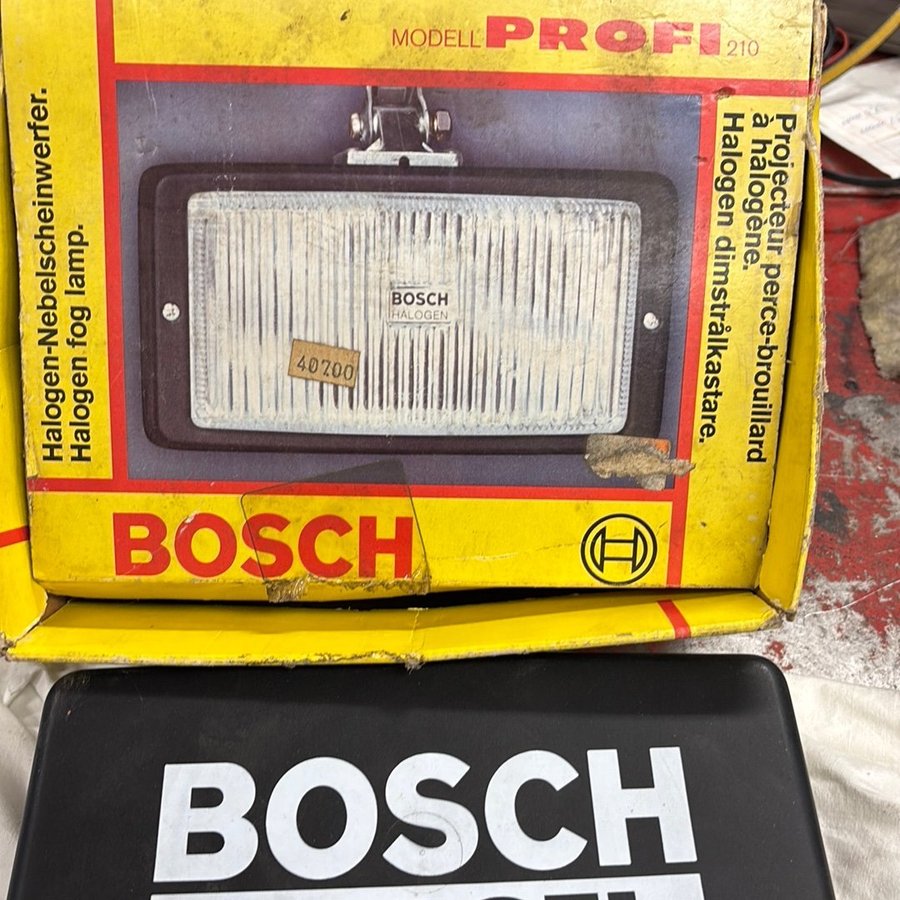 MODELL PROFI 210
Halogen-Nebelscheinwerfer.
Halogen fog lamp.
Projecteur perce-brouillard
à halogène.
Halogen dimstrålkastare.
BOSCH
HALOGEN
40700
BOSCH
BOSCH